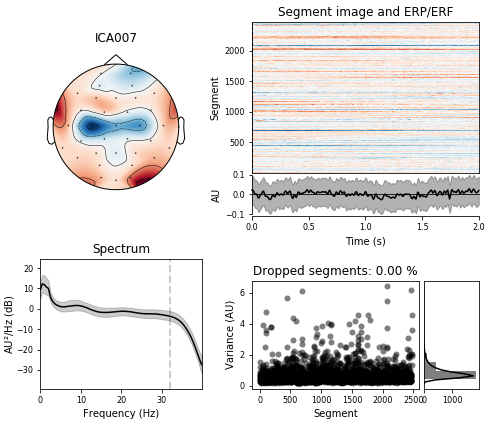 ICA007
Segment image and ERP/ERF
Segment
2000
1500
1000
500
AU
0.1
0.0
−0.1
0.0 0.5 1.0 1.5 2.0
Time (s)
Spectrum
AU²/Hz (dB)
20
10
0
−10
−20
−30
0 10 20 30
Frequency (Hz)
Dropped segments: 0.00 %
Variance (AU)
6
4
2
0
0 500 1000 1500 2000 2500
Segment
0 1000